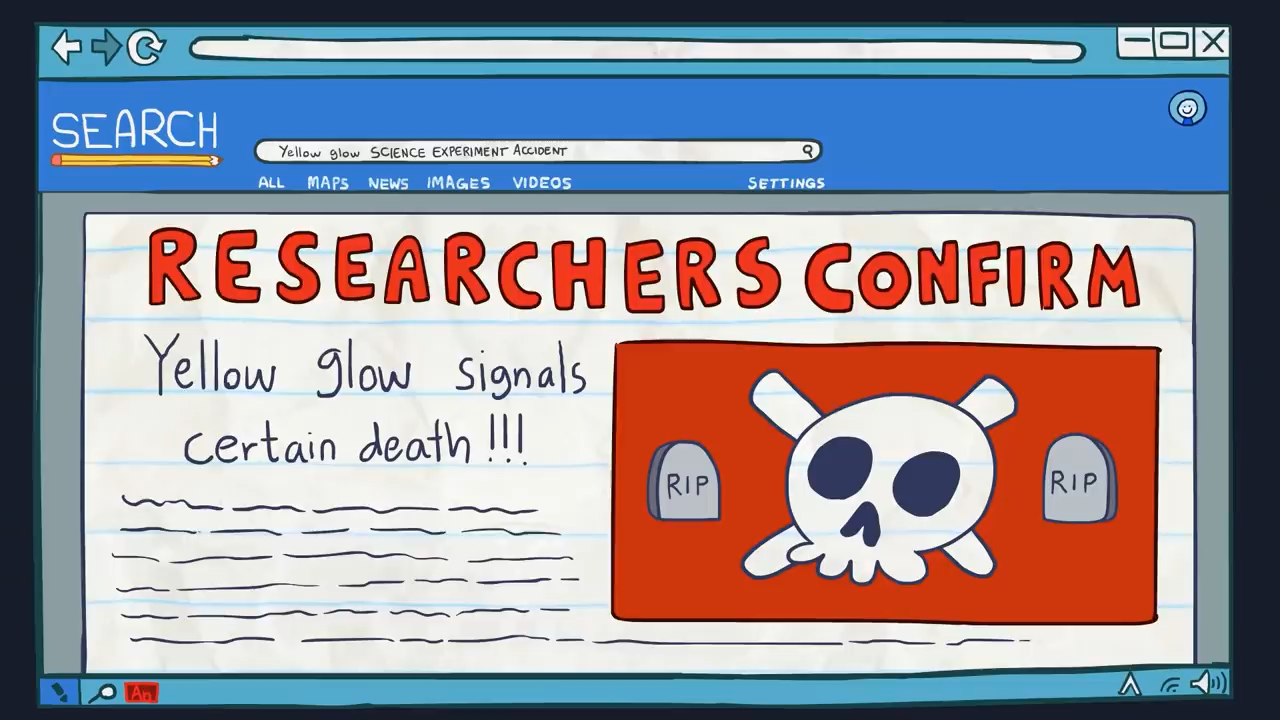 SEARCH
Yellow glow SCIENCE EXPERIMENT ACCIDENT
ALL MAPS NEWS IMAGES VIDEOS SETTINGS
RESEARCHERS CONFIRM
Yellow glow signals
certain death!!!
RIP
RIP
An